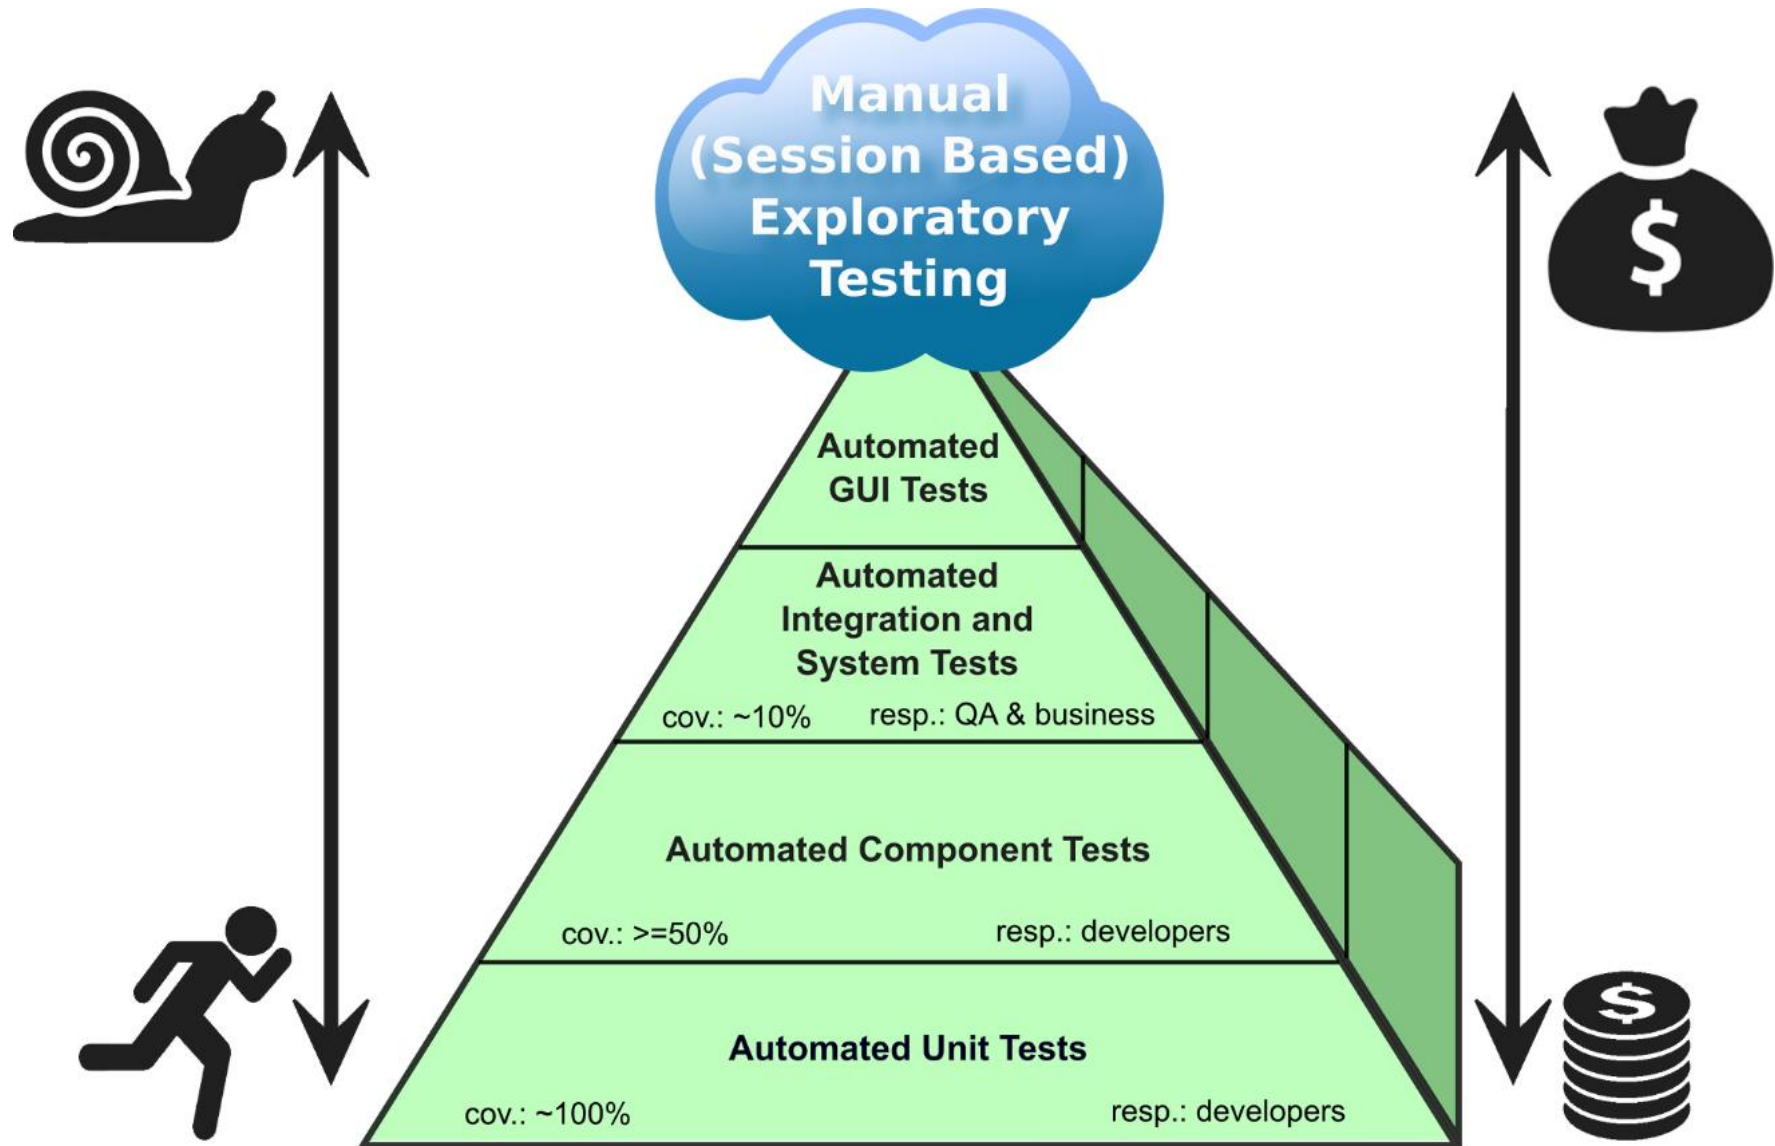 Manual
(Session Based)
Exploratory
Testing
$
Automated
GUI Tests
Automated
Integration and
System Tests
cov.: ~10% resp.: QA & business
Automated Component Tests
cov.: >=50% resp.: developers
$
Automated Unit Tests
cov.: ~100% resp.: developers